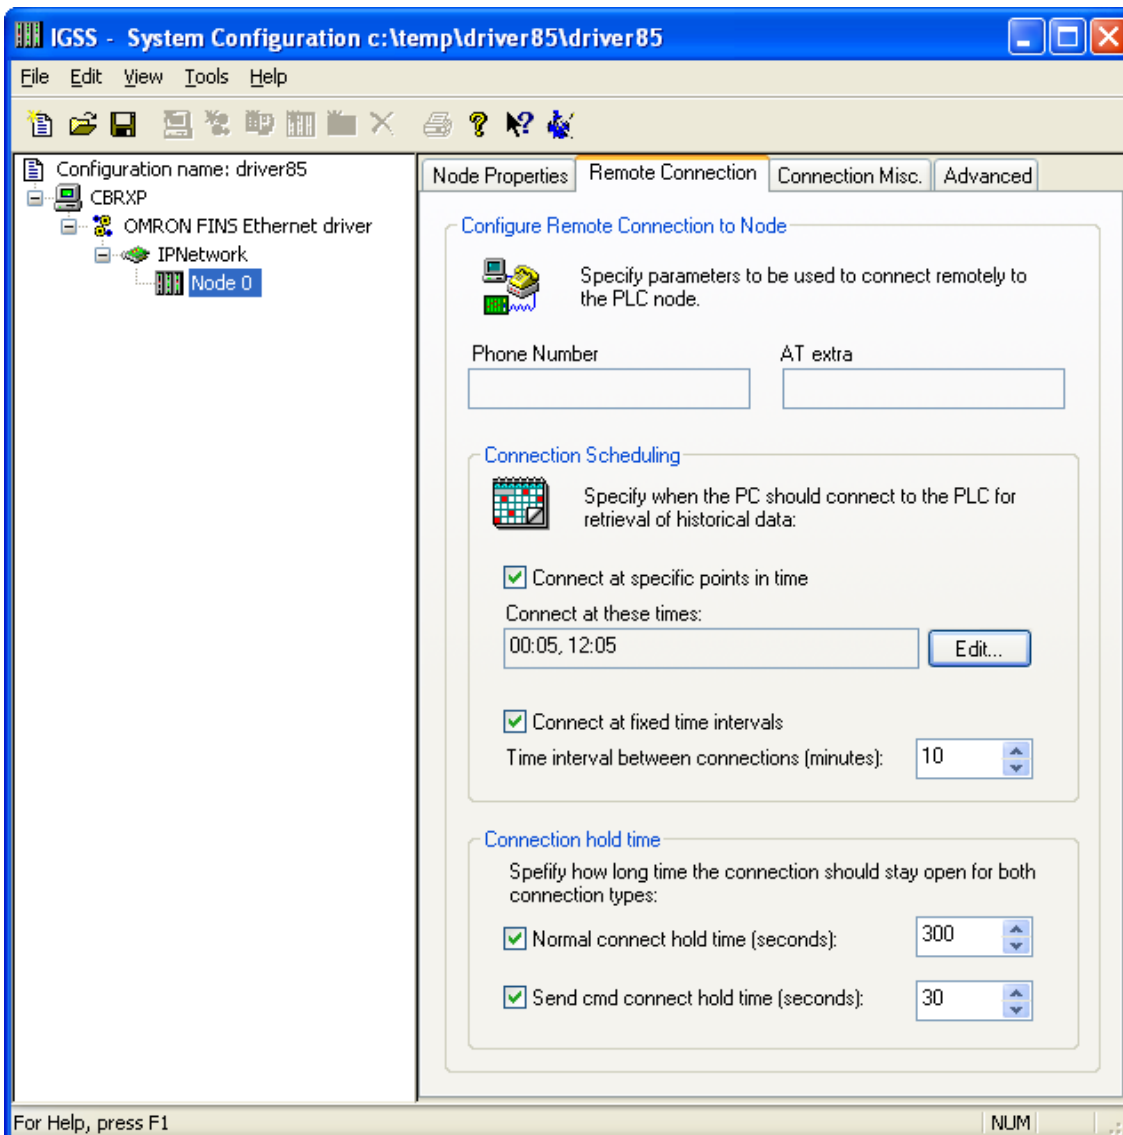 IGSS - System Configuration c:\temp\driver85\driver85
File Edit View Tools Help
Configuration name: driver85
CBRXP
OMRON FINS Ethernet driver
IPNetwork
Node 0
Node Properties Remote Connection Connection Misc. Advanced
Configure Remote Connection to Node
Specify parameters to be used to connect remotely to
the PLC node.
Phone Number AT extra
Connection Scheduling
Specify when the PC should connect to the PLC for
retrieval of historical data:
Connect at specific points in time
Connect at these times:
00:05, 12:05 Edit...
Connect at fixed time intervals
Time interval between connections (minutes): 10
Connection hold time
Spefify how long time the connection should stay open for both
connection types:
Normal connect hold time (seconds): 300
Send cmd connect hold time (seconds): 30
For Help, press F1 NUM